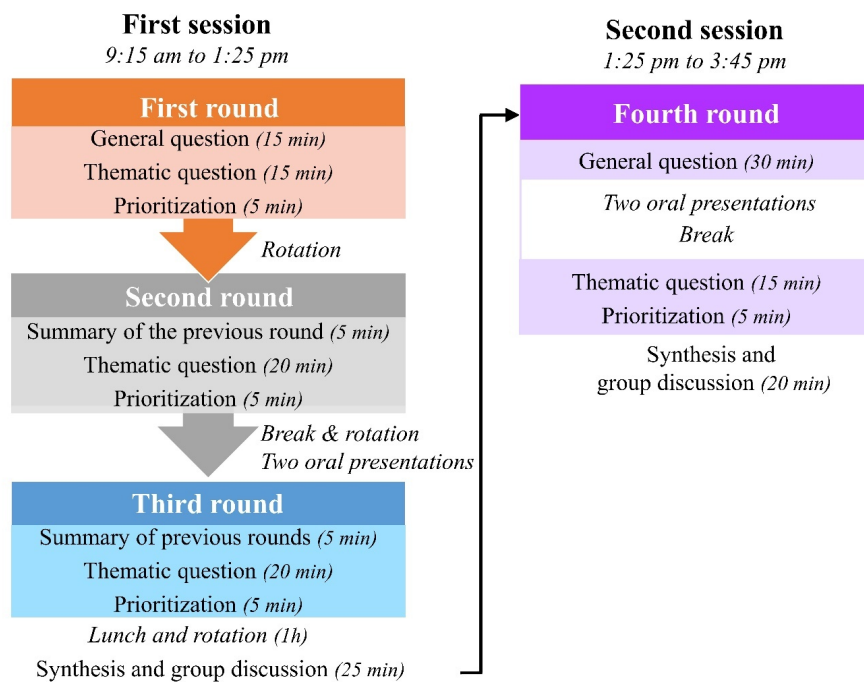 First session
9:15 am to 1:25 pm
First round
General question (15 min)
Thematic question (15 min)
Prioritization (5 min)
Rotation
Second round
Summary of the previous round (5 min)
Thematic question (20 min)
Prioritization (5 min)
Break & rotation
Two oral presentations
Third round
Summary of previous rounds (5 min)
Thematic question (20 min)
Prioritization (5 min)
Lunch and rotation (1h)
Synthesis and group discussion (25 min)
Second session
1:25 pm to 3:45 pm
Fourth round
General question (30 min)
Two oral presentations
Break
Thematic question (15 min)
Prioritization (5 min)
Synthesis and
group discussion (20 min)